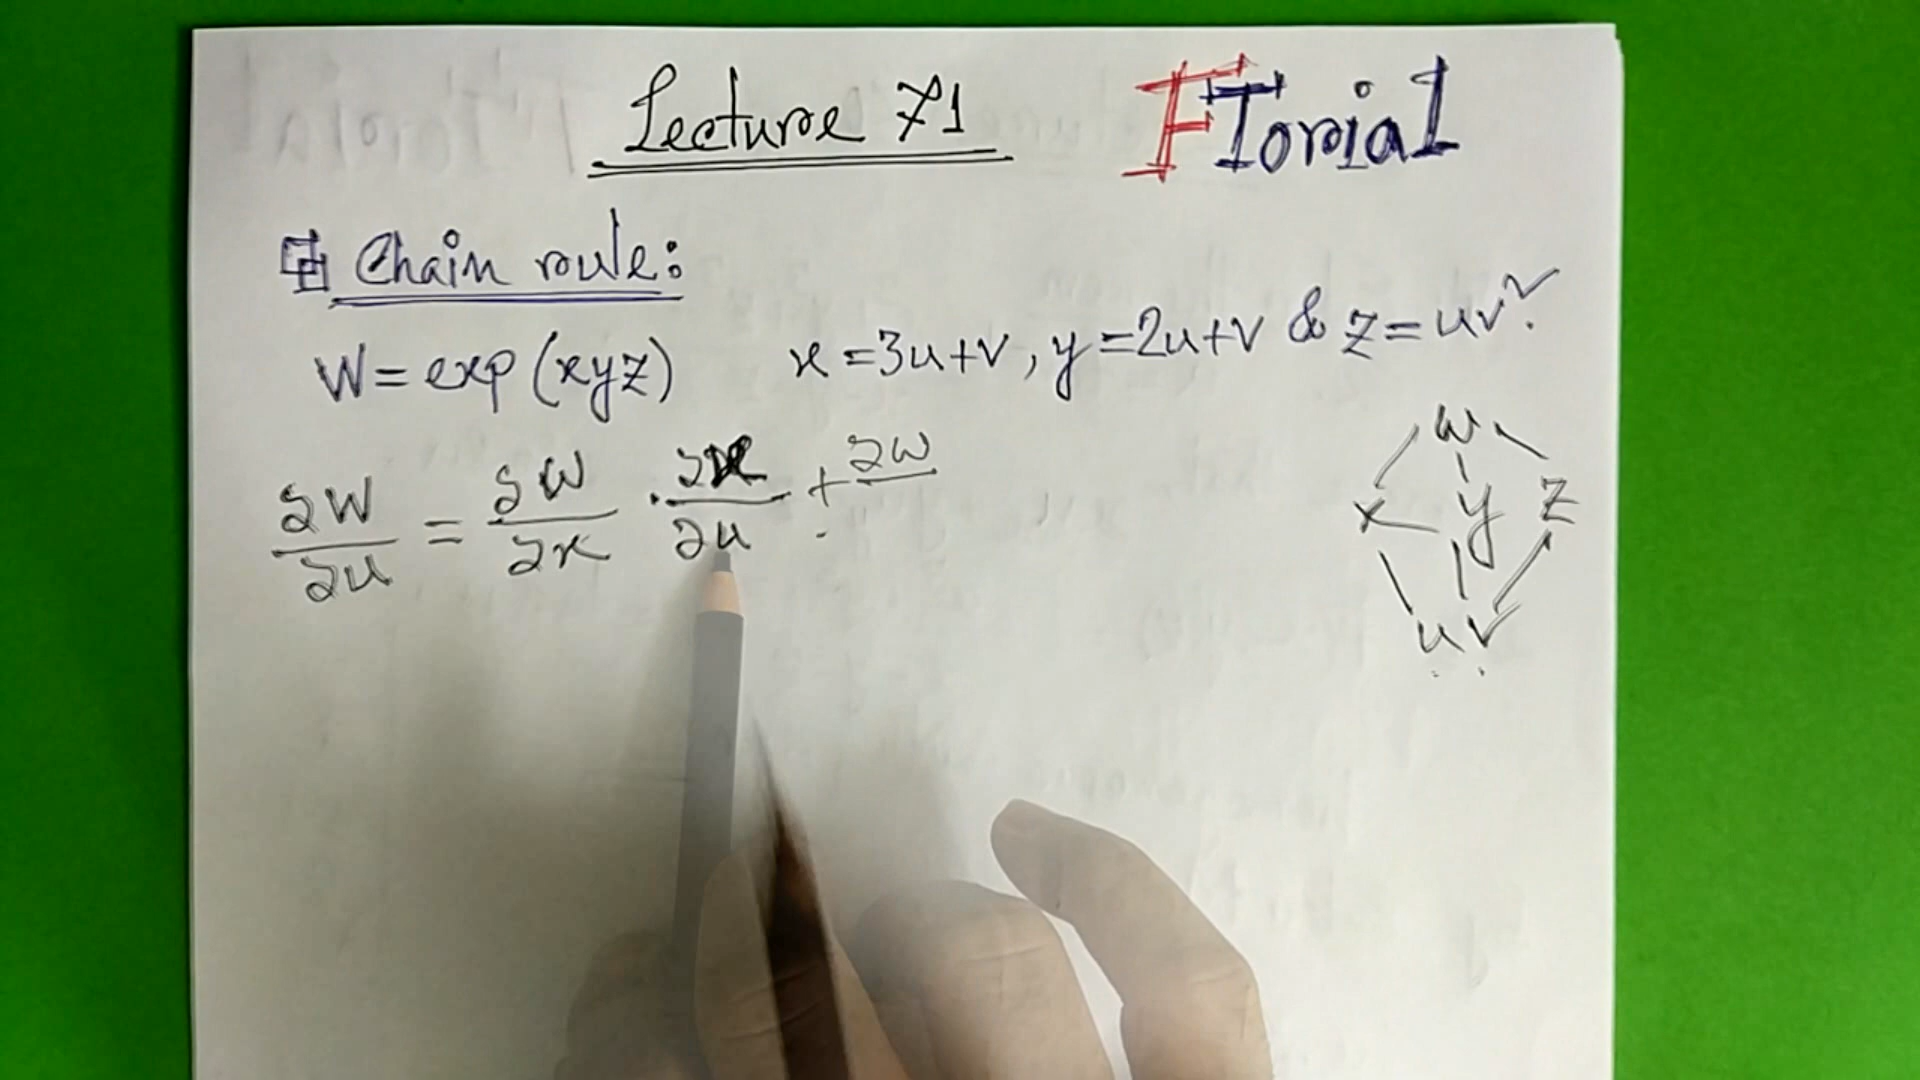 Lecture 71
FTorial
Chain rule:
W = exp (xyz)
x = 3u+v, y = 2u+v & z = uv².
∂W/∂u = ∂W/∂x · ∂x/∂u + ∂w
w
x y z
u v